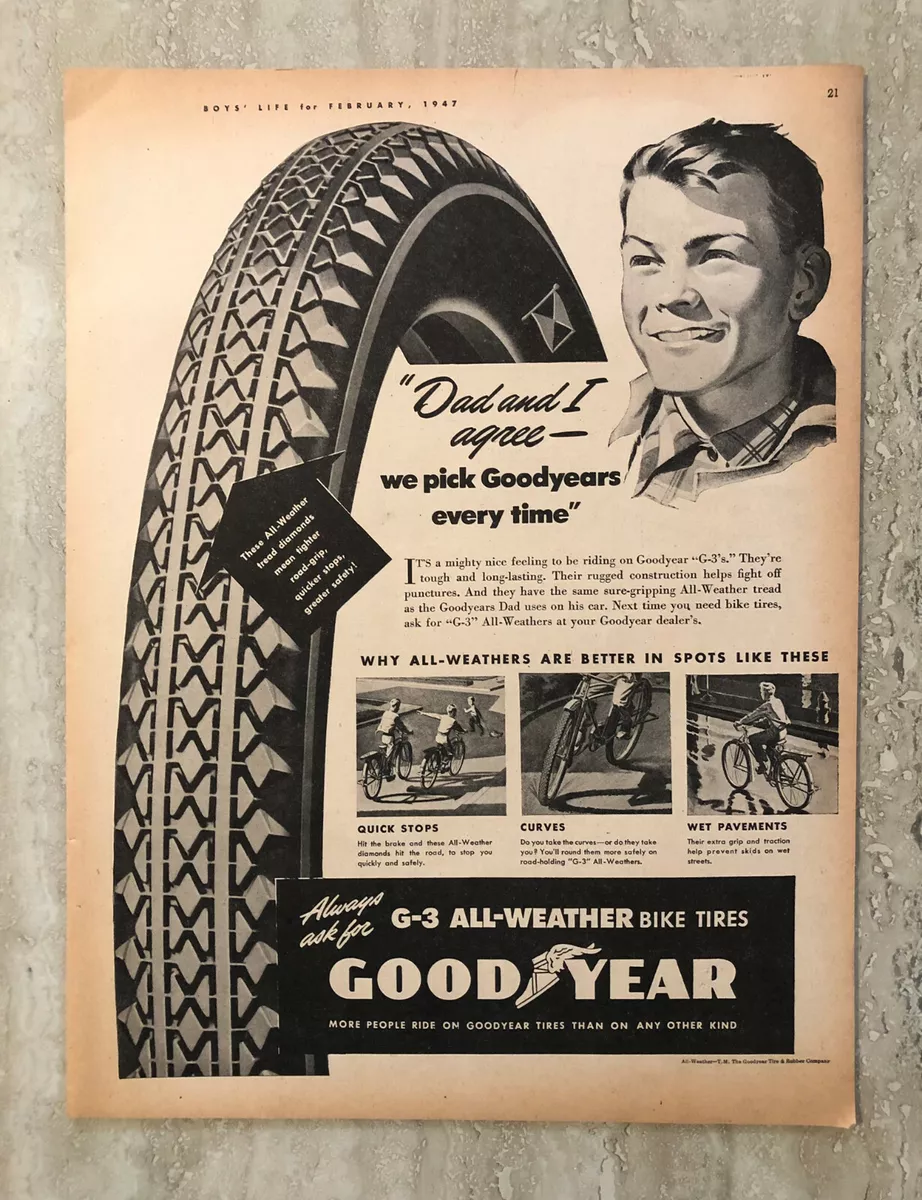 BOYS' LIFE for FEBRUARY, 1947
21
"Dad and I
agree—
we pick Goodyears
every time"
These All-Weather
tread diamonds
mean tighter
road-grip,
quicker stops,
greater safety!
IT'S a mighty nice feeling to be riding on Goodyear "G-3's." They're
tough and long-lasting. Their rugged construction helps fight off
punctures. And they have the same sure-gripping All-Weather tread
as the Goodyears Dad uses on his car. Next time you need bike tires,
ask for "G-3" All-Weathers at your Goodyear dealer's.
WHY ALL-WEATHERS ARE BETTER IN SPOTS LIKE THESE
QUICK STOPS
Hit the brake and these All-Weather
diamonds hit the road, to stop you
quickly and safely.
CURVES
Do you take the curves—or do they take
you? You'll round them more safely on
road-holding "G-3" All-Weathers.
WET PAVEMENTS
Their extra grip and traction
help prevent skids on wet
streets.
Always
ask for
G-3 ALL-WEATHER BIKE TIRES
GOODYEAR
MORE PEOPLE RIDE ON GOODYEAR TIRES THAN ON ANY OTHER KIND
All-Weather—T.M. The Goodyear Tire & Rubber Company